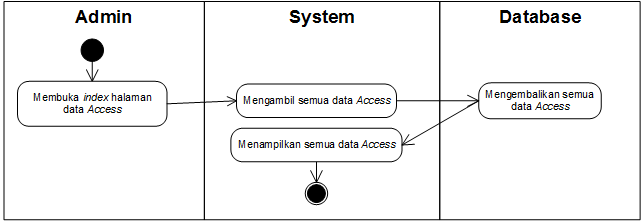 Admin
System
Database
Membuka index halaman
data Access
Mengambil semua data Access
Mengembalikan semua
data Access
Menampilkan semua data Access